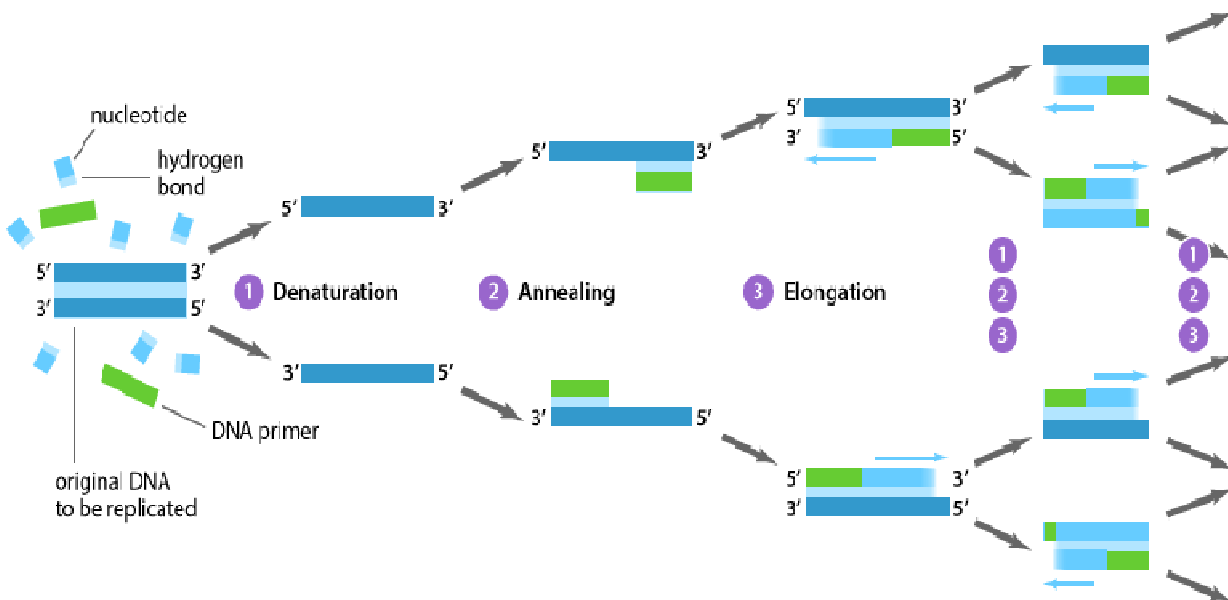 nucleotide
hydrogen
bond
5′ 3′
3′ 5′
DNA primer
original DNA
to be replicated
1 Denaturation
5′ 3′
3′ 5′
2 Annealing
5′ 3′
3′ 5′
3 Elongation
5′ 3′
3′ 5′
5′ 3′
3′ 5′
1
2
3
1
2
3